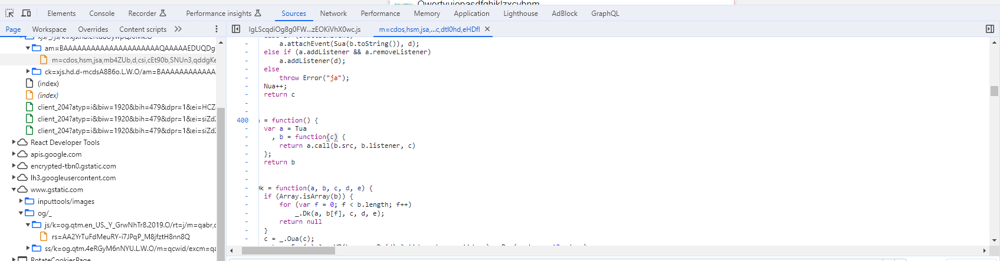 Qwertyuiopasdfghjklzxcvbnm
Elements Console Recorder Performance insights Sources Network Performance Memory Application Lighthouse AdBlock GraphQL
Page Workspace Overrides Content scripts
IgLScqdiOg8g0FW...zEOKiVhX0wc.js m=cdos,hsm,jsa,...c,dtl0hd,eHDfl
am=BAAAAAAAAAAAAAAAAAAAAAAQAAAAAEDUQDg
m=cdos,hsm,jsa,mb4ZUb,d,csi,cEt90b,SNUn3,qddgKe
ck=xjs.hd.d-mcdsA8B6o.L.W.O/am=BAAAAAAAAAAAA
(index)
(index)
client_204?atyp=i&biw=1920&bih=479&dpr=1&ei=HCZ
client_204?atyp=i&biw=1920&bih=479&dpr=1&ei=siZd
client_204?atyp=i&biw=1920&bih=479&dpr=1&ei=siZdZ
React Developer Tools
apis.google.com
encrypted-tbn0.gstatic.com
lh3.googleusercontent.com
www.gstatic.com
inputtools/images
og/_
js/k=og.qtm.en_US._Y_GrwNhTr8.2019.O/rt=j/m=qabr,
rs=AA2YrTuFdMeuRY-i7JPqP_M8jfztH8nn8Q
ss/k=og.qtm.4eRGyM6nNYU.L.W.O/m=qcwid/excm=qa
RotateCookiesPage
a.attachEvent(Sua(b.toString()), d);
else if (a.addListener && a.removeListener)
a.addListener(d);
else
throw Error("ja");
Nua++;
return c
400 = function() {
var a = Tua
, b = function(c) {
return a.call(b.src, b.listener, c)
};
return b
Dk = function(a, b, c, d, e) {
if (Array.isArray(b)) {
for (var f = 0; f < b.length; f++)
_.Dk(a, b[f], c, d, e);
return null
}
c = _.Oua(c);